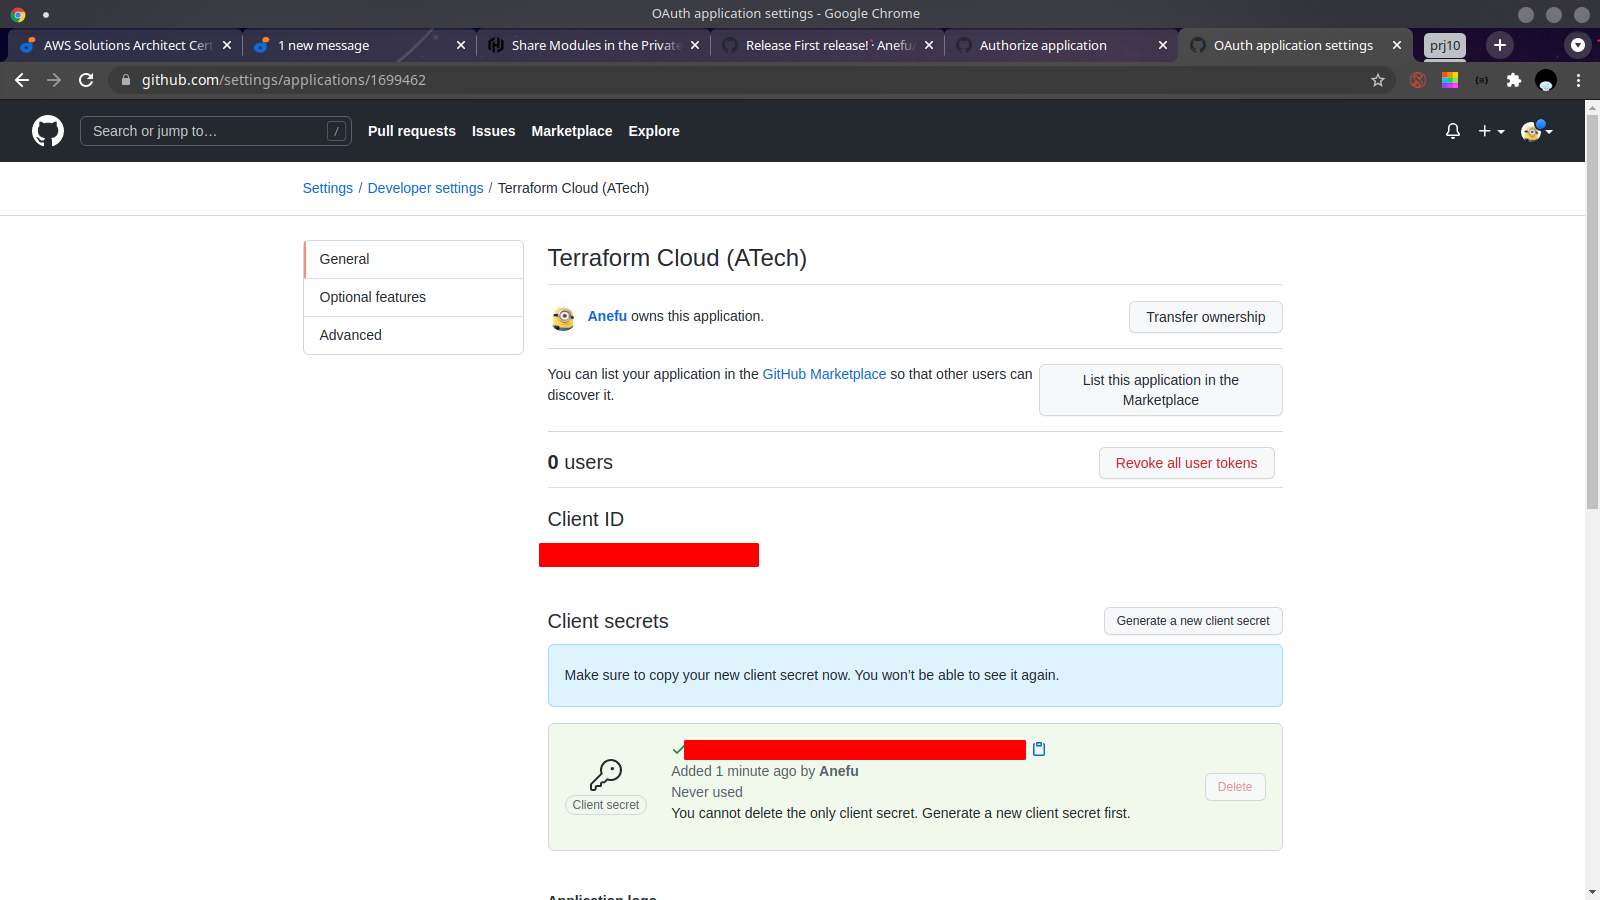 OAuth application settings - Google Chrome
AWS Solutions Architect Cert
1 new message
Share Modules in the Private
Release First release! · Anefu/
Authorize application
OAuth application settings
prj10
github.com/settings/applications/1699462
Search or jump to…
/
Pull requests
Issues
Marketplace
Explore
Settings / Developer settings / Terraform Cloud (ATech)
General
Optional features
Advanced
Terraform Cloud (ATech)
Anefu owns this application.
Transfer ownership
You can list your application in the GitHub Marketplace so that other users can
discover it.
List this application in the
Marketplace
0 users
Revoke all user tokens
Client ID
Client secrets
Generate a new client secret
Make sure to copy your new client secret now. You won’t be able to see it again.
Client secret
Added 1 minute ago by Anefu
Never used
You cannot delete the only client secret. Generate a new client secret first.
Delete
Application logo